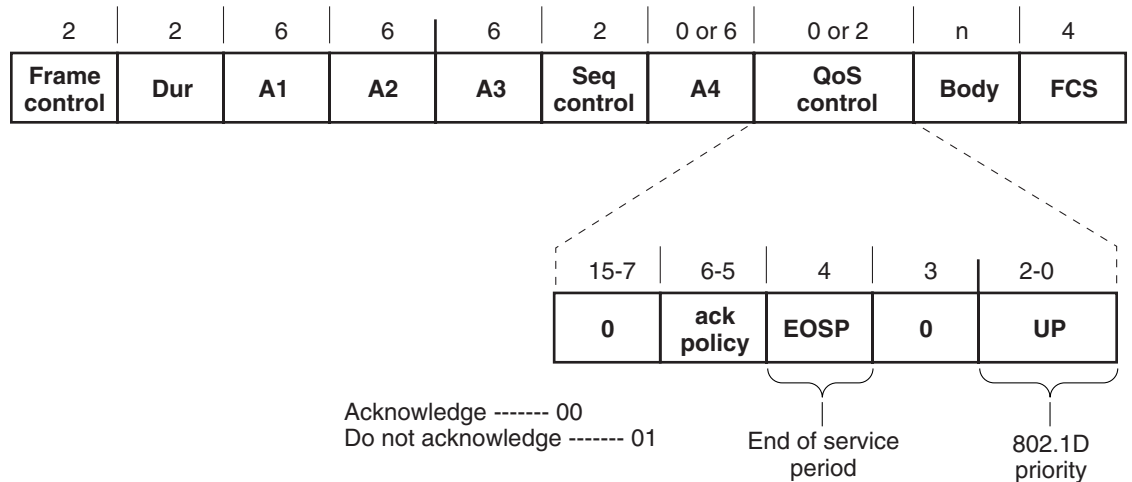 2 2 6 6 6 2 0 or 6 0 or 2 n 4
Frame control Dur A1 A2 A3 Seq control A4 QoS control Body FCS
15-7 6-5 4 3 2-0
0 ack policy EOSP 0 UP
Acknowledge ------- 00
Do not acknowledge ------- 01
End of service
period
802.1D
priority